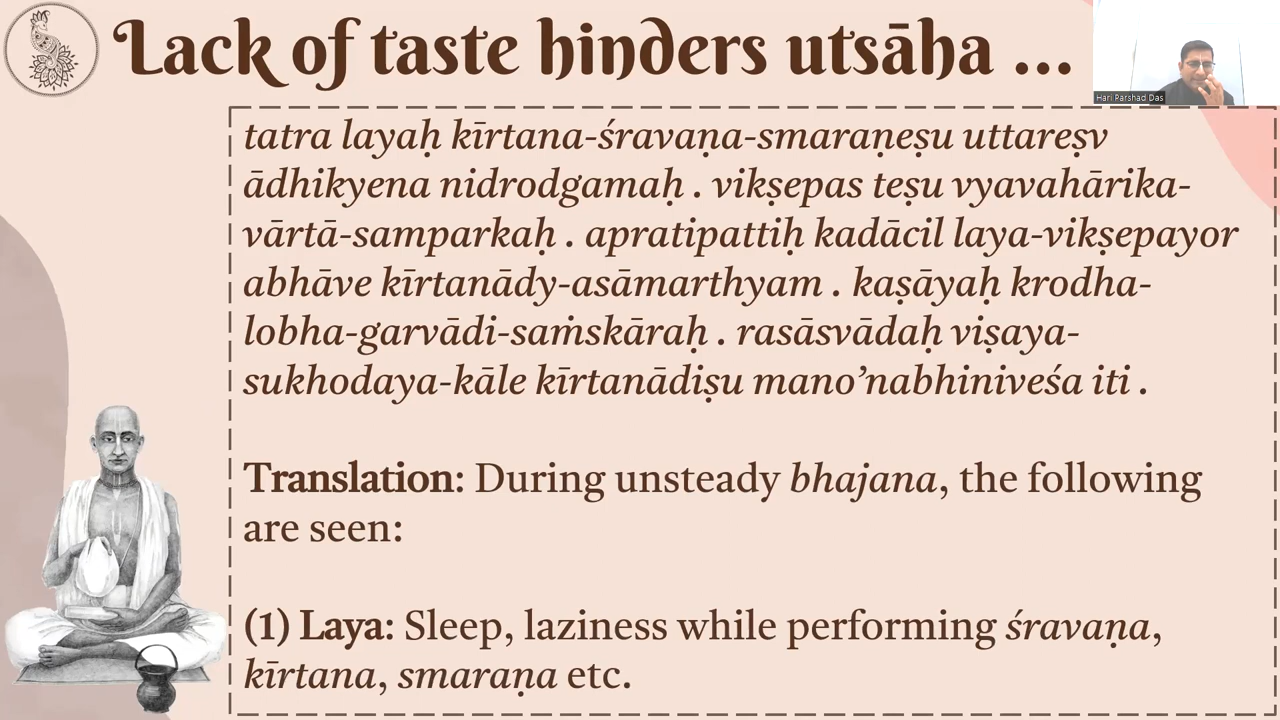 Lack of taste hinders utsāha ...
Hari Parshad Das
tatra layaḥ kīrtana-śravaṇa-smaraṇeṣu uttareṣv
ādhikyena nidrodgamaḥ . vikṣepas teṣu vyavahārika-
vārtā-samparkaḥ . apratipattiḥ kadācil laya-vikṣepayor
abhāve kīrtanādy-asāmarthyam . kaṣāyaḥ krodha-
lobha-garvādi-saṁskāraḥ . rasāsvādaḥ viṣaya-
sukhodaya-kāle kīrtanādiṣu mano’nabhiniveśa iti .
Translation: During unsteady bhajana, the following
are seen:
(1) Laya: Sleep, laziness while performing śravaṇa,
kīrtana, smaraṇa etc.